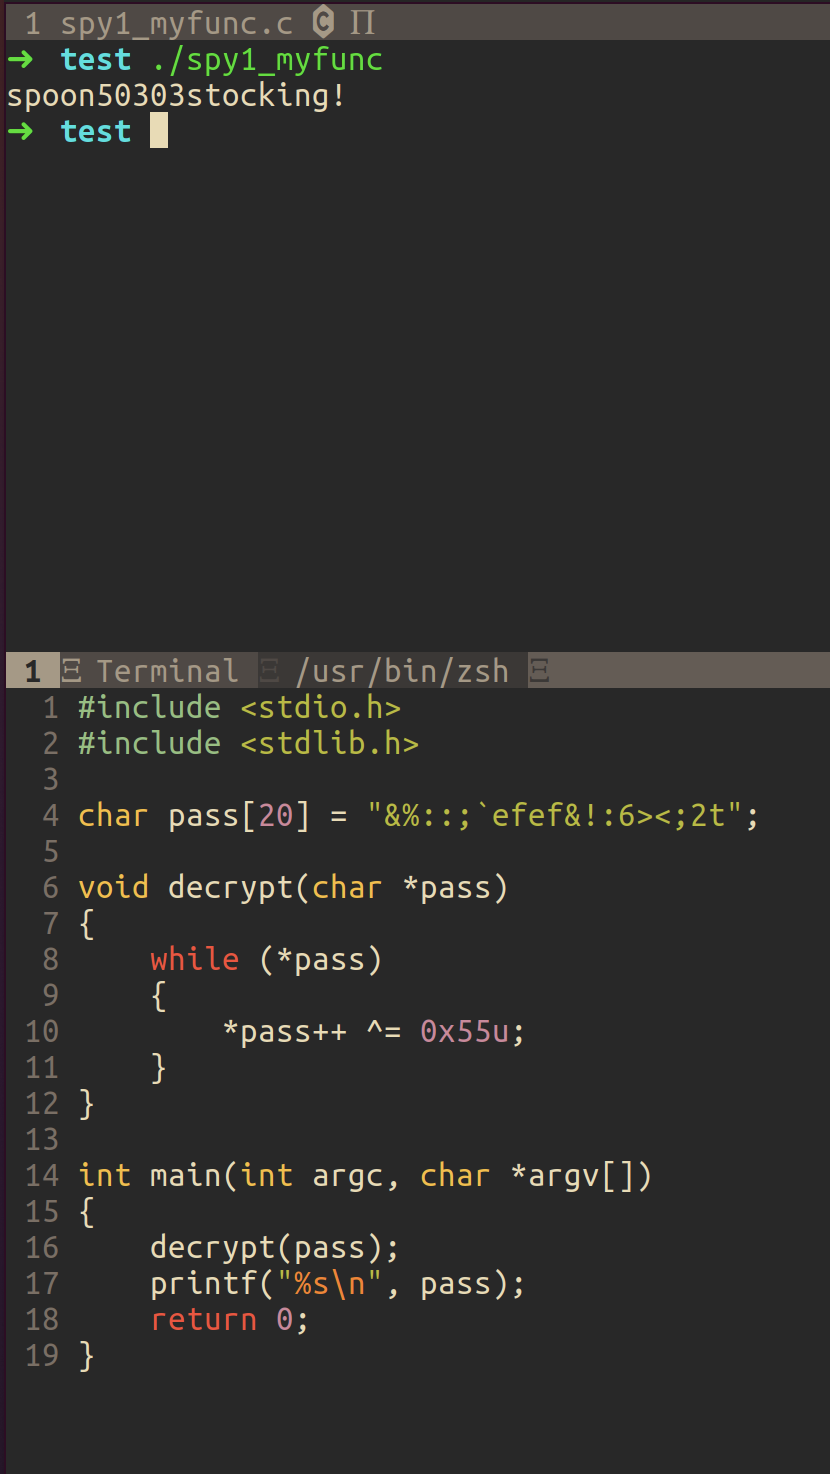 1 spy1_myfunc.c C Π
➜ test ./spy1_myfunc
spoon50303stocking!
➜ test
1 Ξ Terminal Ξ /usr/bin/zsh Ξ
1 #include <stdio.h>
2 #include <stdlib.h>
3
4 char pass[20] = "&%::;`efef&!:6><;2t";
5
6 void decrypt(char *pass)
7 {
8     while (*pass)
9     {
10         *pass++ ^= 0x55u;
11     }
12 }
13
14 int main(int argc, char *argv[])
15 {
16     decrypt(pass);
17     printf("%s\n", pass);
18     return 0;
19 }